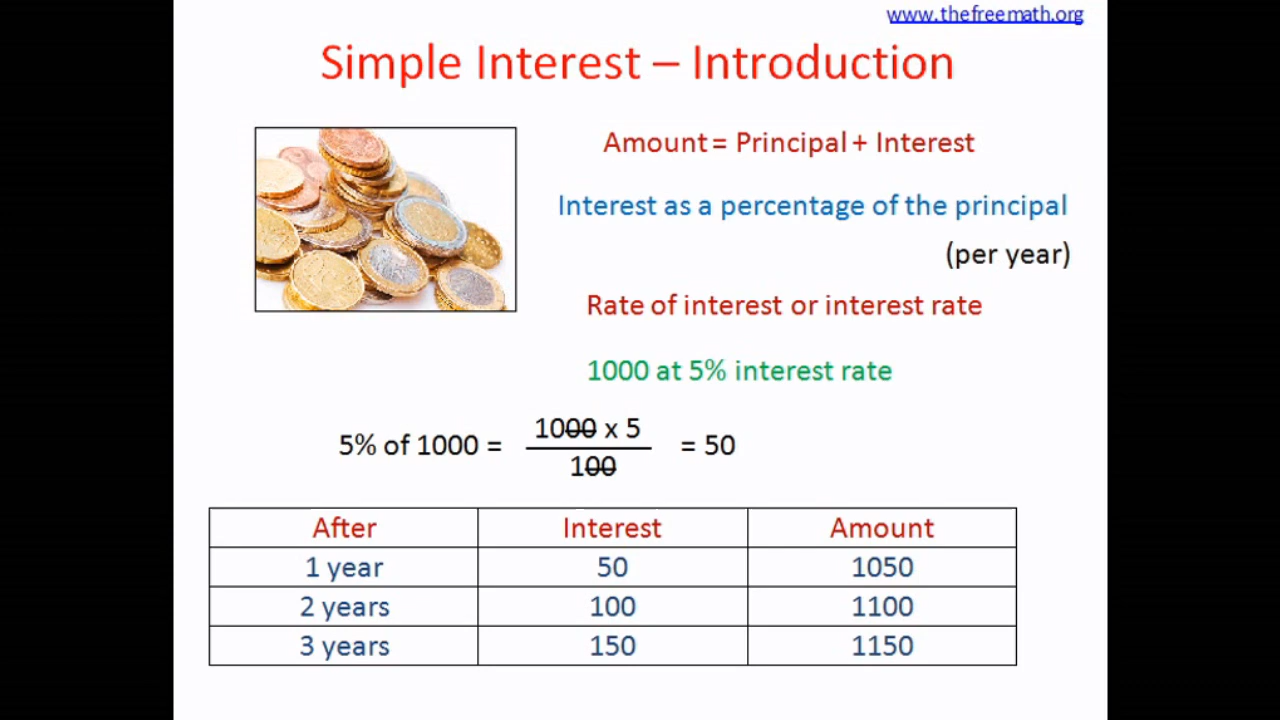 www.thefreemath.org
Simple Interest – Introduction
Amount = Principal + Interest
Interest as a percentage of the principal
(per year)
Rate of interest or interest rate
1000 at 5% interest rate
5% of 1000 = 1000 x 5 / 100 = 50
After Interest Amount
1 year 50 1050
2 years 100 1100
3 years 150 1150